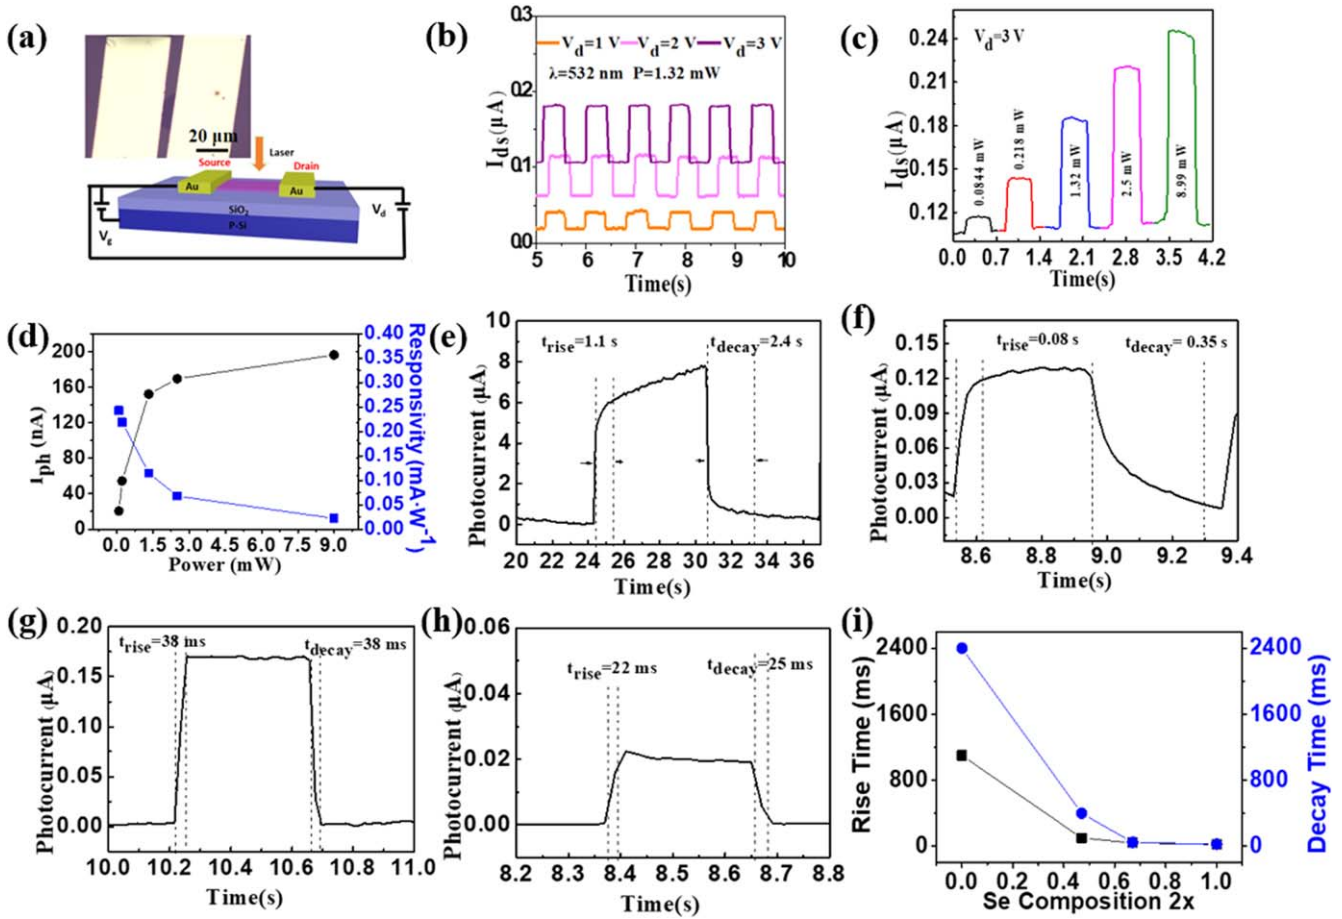 (a)
20 μm
Laser
Source
Drain
Au
Au
SiO2
P-Si
Vg
Vd
(b)
0.3
0.2
0.1
0.0
Vd=1 V Vd=2 V Vd=3 V
λ=532 nm P=1.32 mW
Ids(μA)
5 6 7 8 9 10
Time(s)
(c)
Vd=3 V
0.24
0.21
0.18
0.15
0.12
Ids(μA)
0.0844 mW
0.218 mW
1.32 mW
2.5 mW
8.99 mW
0.0 0.7 1.4 2.1 2.8 3.5 4.2
Time(s)
(d)
200
160
120
80
40
0
Iph (nA)
0.40
0.35
0.30
0.25
0.20
0.15
0.10
0.05
0.00
Responsivity (mA·W-1)
0.0 1.5 3.0 4.5 6.0 7.5 9.0
Power (mW)
(e)
10
8
6
4
2
0
Photocurrent (μA)
trise=1.1 s
tdecay=2.4 s
20 22 24 26 28 30 32 34 36
Time(s)
(f)
0.15
0.12
0.09
0.06
0.03
0.00
Photocurrent (μA)
trise=0.08 s
tdecay= 0.35 s
8.6 8.8 9.0 9.2 9.4
Time(s)
(g)
0.20
0.15
0.10
0.05
0.00
Photocurrent (μA)
trise=38 ms
tdecay=38 ms
10.0 10.2 10.4 10.6 10.8 11.0
Time(s)
(h)
0.06
0.04
0.02
0.00
Photocurrent (μA)
trise=22 ms
tdecay=25 ms
8.2 8.3 8.4 8.5 8.6 8.7 8.8
Time(s)
(i)
2400
1600
800
0
Rise Time (ms)
2400
1600
800
0
Decay Time (ms)
0.0 0.2 0.4 0.6 0.8 1.0
Se Composition 2x